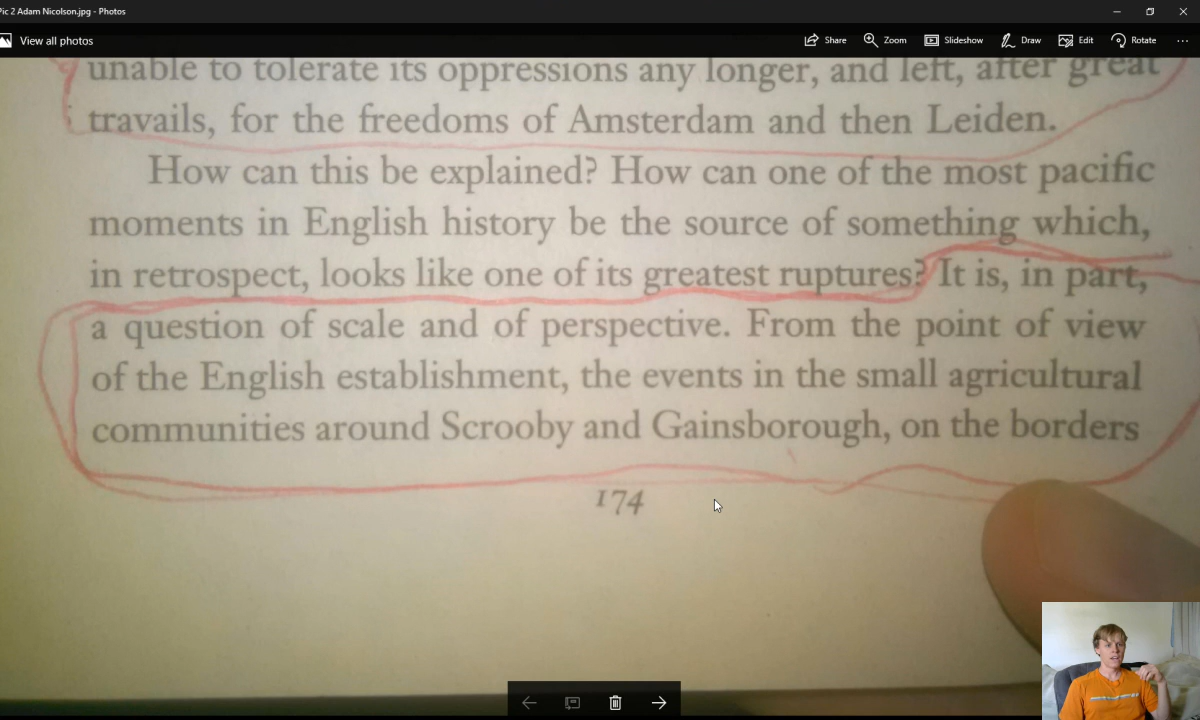 Pic 2 Adam Nicolson.jpg - Photos
View all photos
Share Zoom Slideshow Draw Edit Rotate
unable to tolerate its oppressions any longer, and left, after great
travails, for the freedoms of Amsterdam and then Leiden.
How can this be explained? How can one of the most pacific
moments in English history be the source of something which,
in retrospect, looks like one of its greatest ruptures? It is, in part,
a question of scale and of perspective. From the point of view
of the English establishment, the events in the small agricultural
communities around Scrooby and Gainsborough, on the borders
174